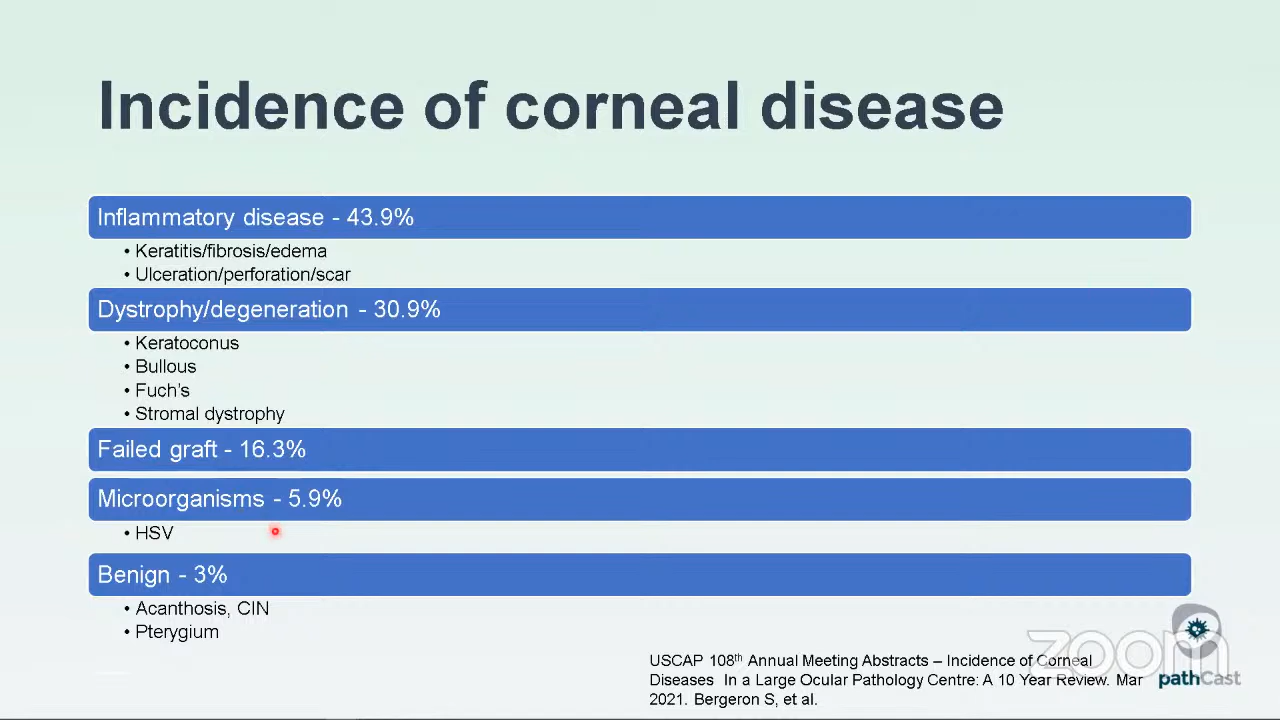 Incidence of corneal disease
Inflammatory disease - 43.9%
• Keratitis/fibrosis/edema
• Ulceration/perforation/scar
Dystrophy/degeneration - 30.9%
• Keratoconus
• Bullous
• Fuch's
• Stromal dystrophy
Failed graft - 16.3%
Microorganisms - 5.9%
• HSV
Benign - 3%
• Acanthosis, CIN
• Pterygium
USCAP 108th Annual Meeting Abstracts – Incidence of Corneal
Diseases In a Large Ocular Pathology Centre: A 10 Year Review. Mar
2021. Bergeron S, et al.
zoom
pathCast